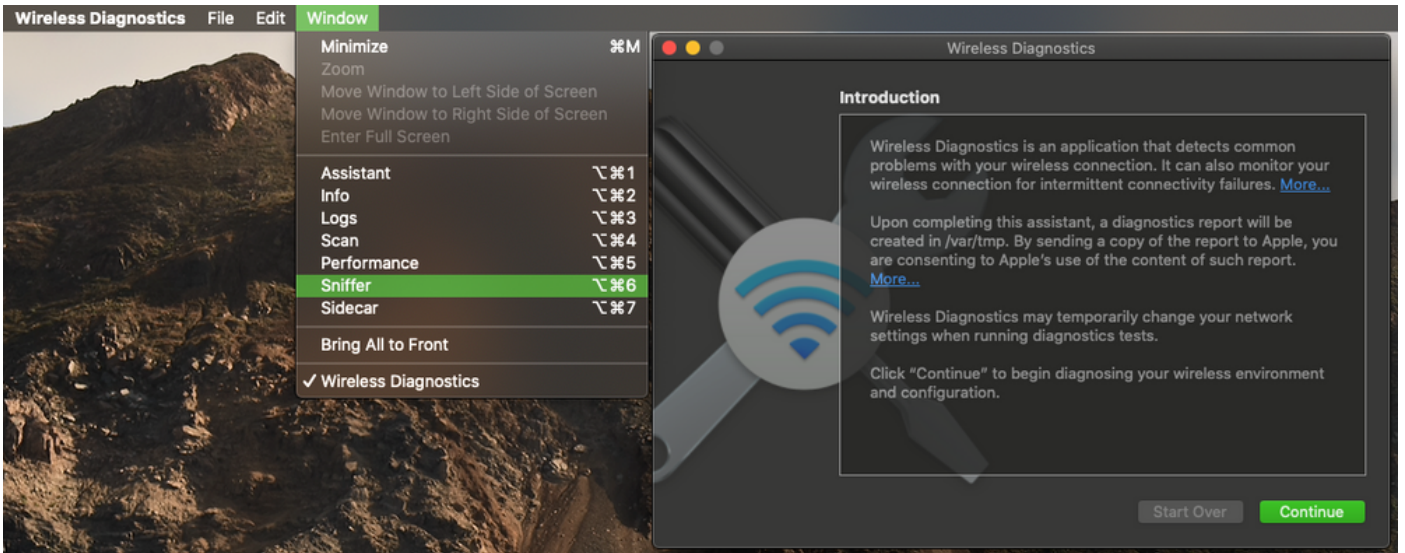 Wireless Diagnostics File Edit Window
Minimize ⌘M
Zoom
Move Window to Left Side of Screen
Move Window to Right Side of Screen
Enter Full Screen
Assistant ⌥⌘1
Info ⌥⌘2
Logs ⌥⌘3
Scan ⌥⌘4
Performance ⌥⌘5
Sniffer ⌥⌘6
Sidecar ⌥⌘7
Bring All to Front
✓ Wireless Diagnostics
Wireless Diagnostics
Introduction
Wireless Diagnostics is an application that detects common
problems with your wireless connection. It can also monitor your
wireless connection for intermittent connectivity failures. More...
Upon completing this assistant, a diagnostics report will be
created in /var/tmp. By sending a copy of the report to Apple, you
are consenting to Apple's use of the content of such report.
More...
Wireless Diagnostics may temporarily change your network
settings when running diagnostics tests.
Click “Continue” to begin diagnosing your wireless environment
and configuration.
Start Over Continue